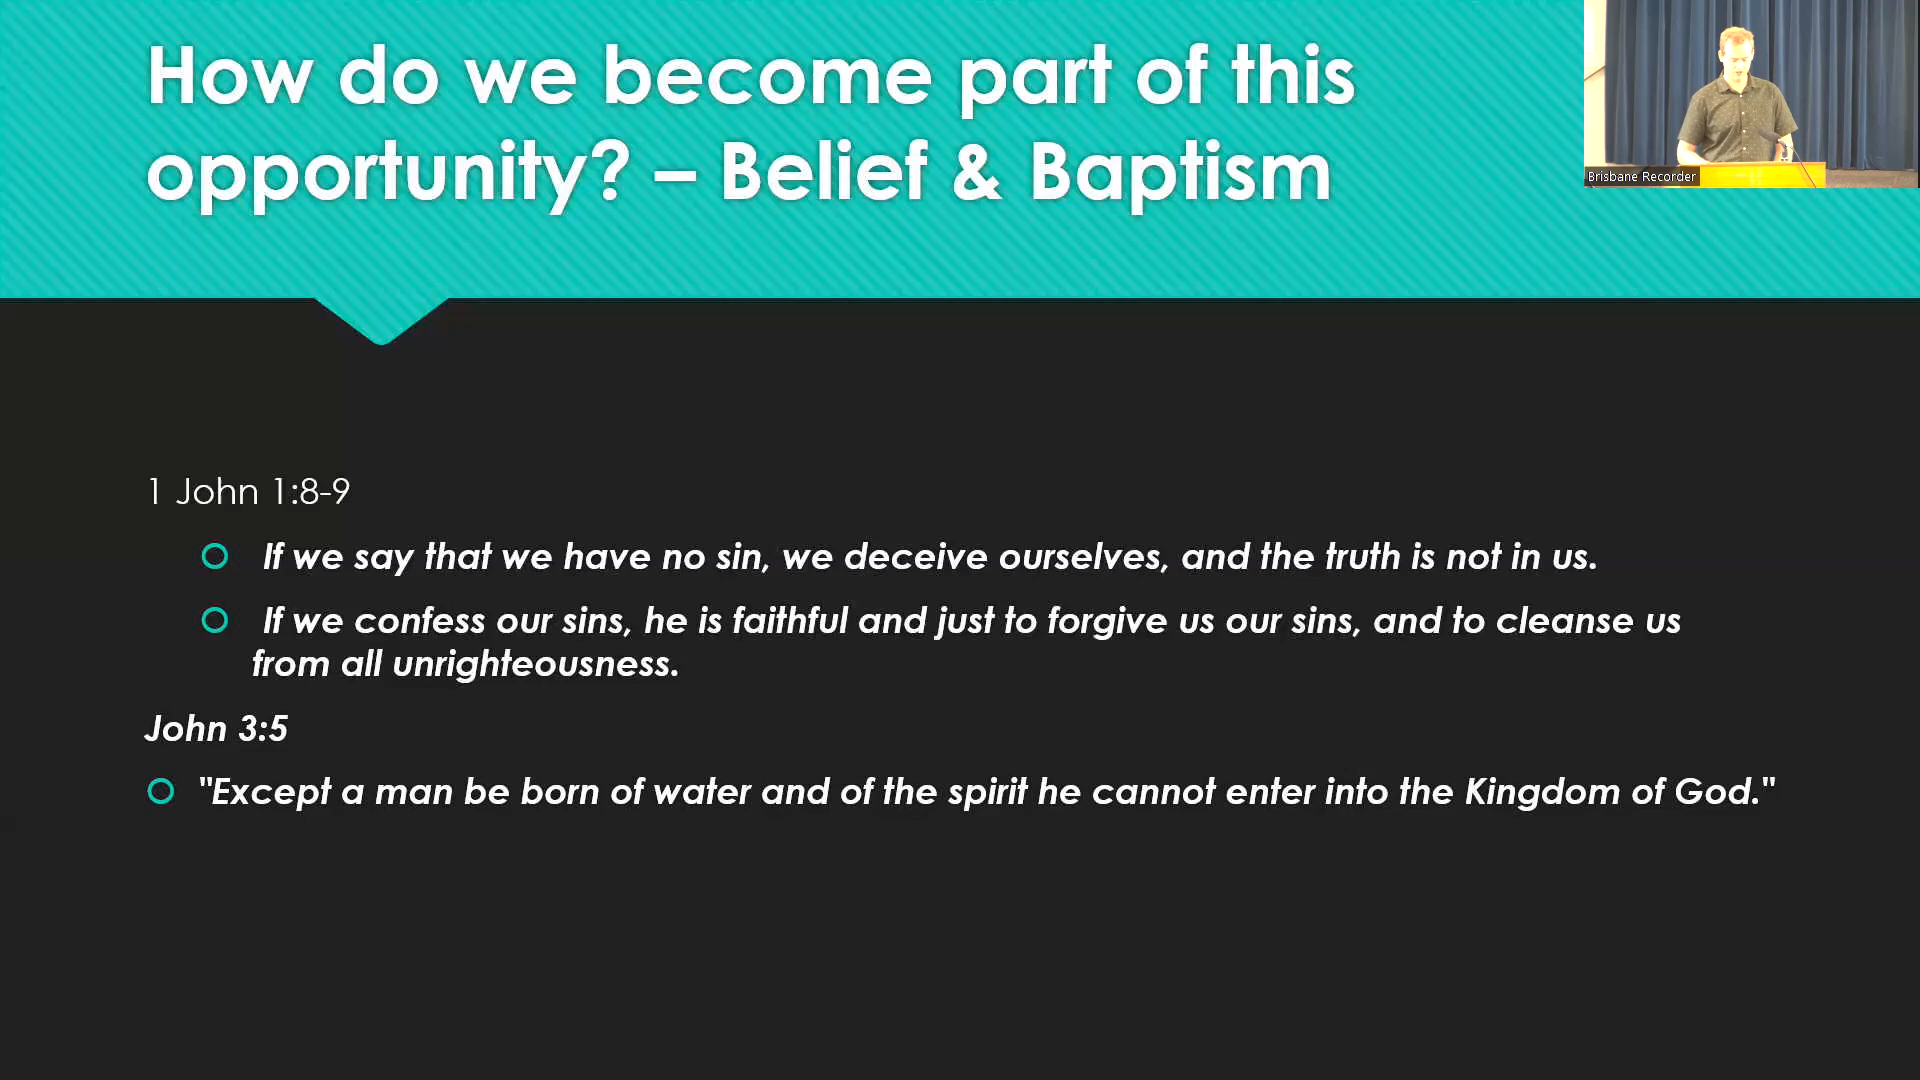 How do we become part of this
opportunity? – Belief & Baptism
Brisbane Recorder
1 John 1:8-9
If we say that we have no sin, we deceive ourselves, and the truth is not in us.
If we confess our sins, he is faithful and just to forgive us our sins, and to cleanse us
from all unrighteousness.
John 3:5
"Except a man be born of water and of the spirit he cannot enter into the Kingdom of God."